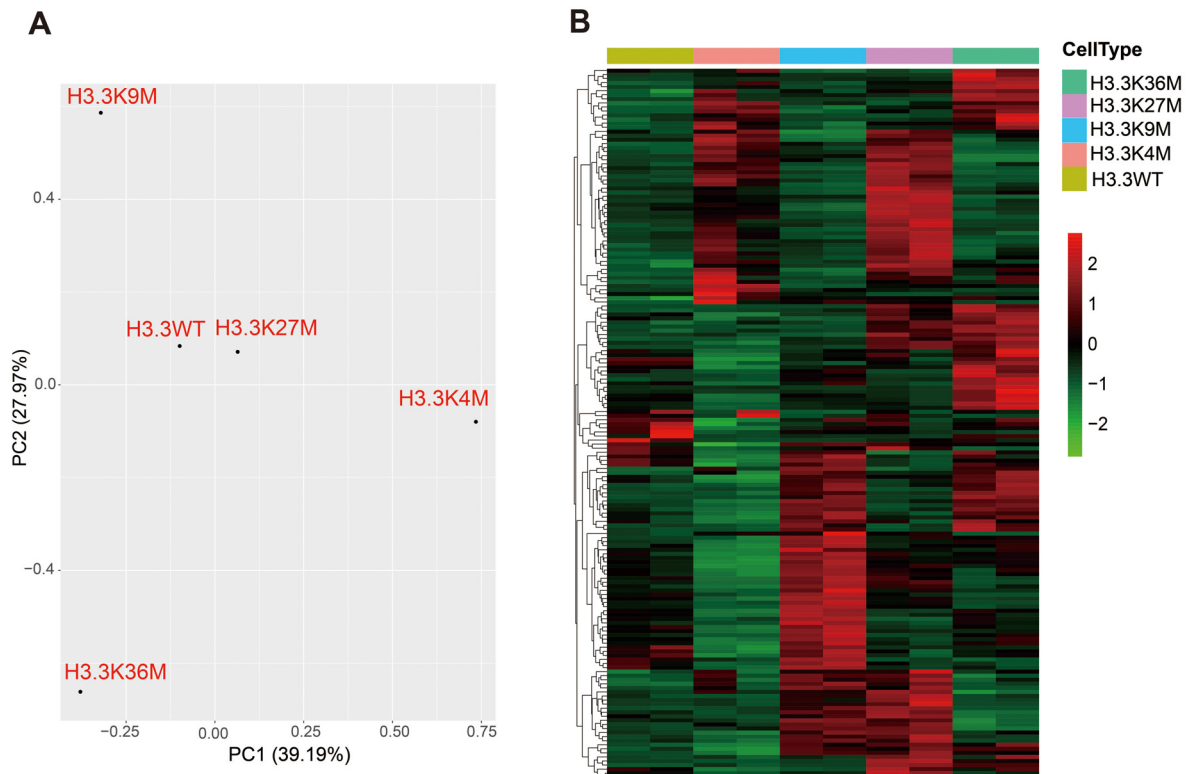 A
H3.3K9M
0.4
H3.3WT
H3.3K27M
0.0
H3.3K4M
−0.4
H3.3K36M
−0.25
0.00
0.25
0.50
0.75
PC1 (39.19%)
PC2 (27.97%)
B
CellType
H3.3K36M
H3.3K27M
H3.3K9M
H3.3K4M
H3.3WT
2
1
0
−1
−2